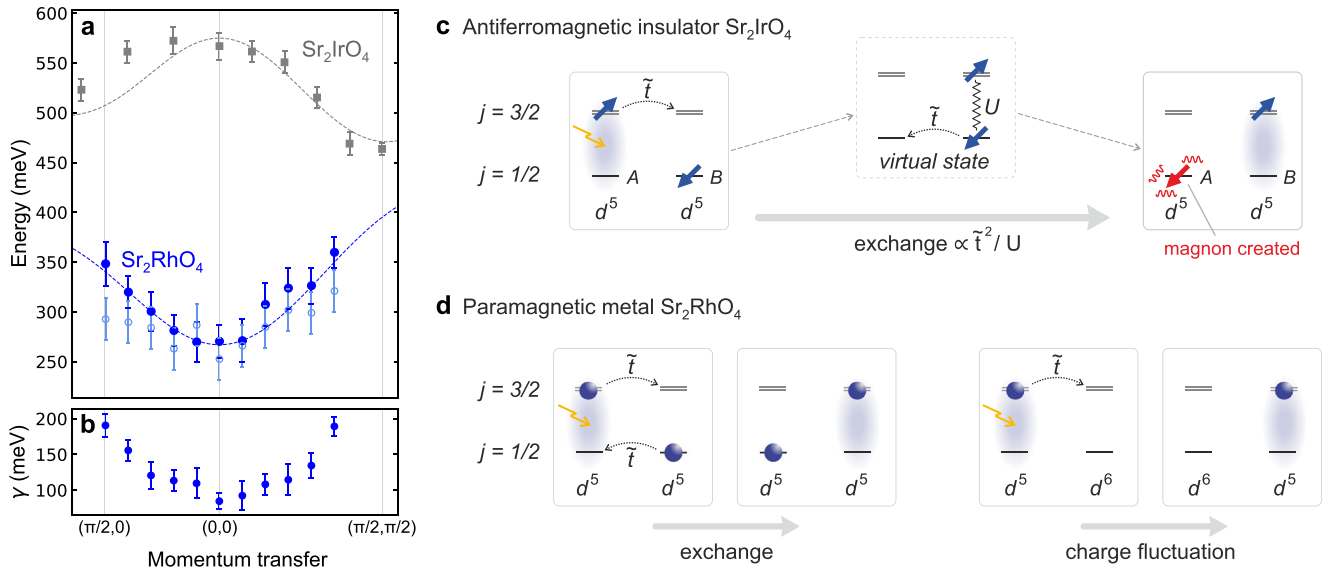 a
600
550
500
450
400
350
300
250
Energy (meV)
Sr₂IrO₄
Sr₂RhO₄
b
200
150
100
γ (meV)
(π/2,0)
(0,0)
(π/2,π/2)
Momentum transfer
c Antiferromagnetic insulator Sr₂IrO₄
j = 3/2
j = 1/2
t̃
A
B
d⁵
d⁵
t̃
U
virtual state
A
B
d⁵
d⁵
magnon created
exchange ∝ t̃²/ U
d Paramagnetic metal Sr₂RhO₄
j = 3/2
j = 1/2
t̃
t̃
d⁵
d⁵
d⁵
d⁵
exchange
t̃
d⁵
d⁶
d⁶
d⁵
charge fluctuation